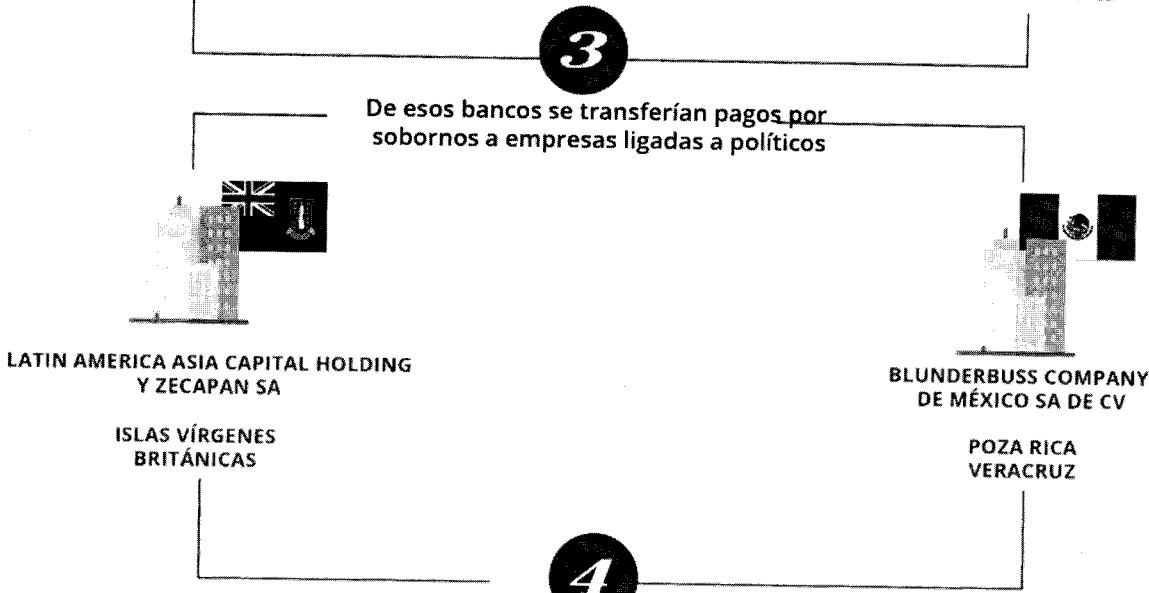 3
De esos bancos se transferían pagos por
sobornos a empresas ligadas a políticos
LATIN AMERICA ASIA CAPITAL HOLDING
Y ZECAPAN SA
ISLAS VÍRGENES
BRITÁNICAS
BLUNDERBUSS COMPANY
DE MÉXICO SA DE CV
POZA RICA
VERACRUZ
4